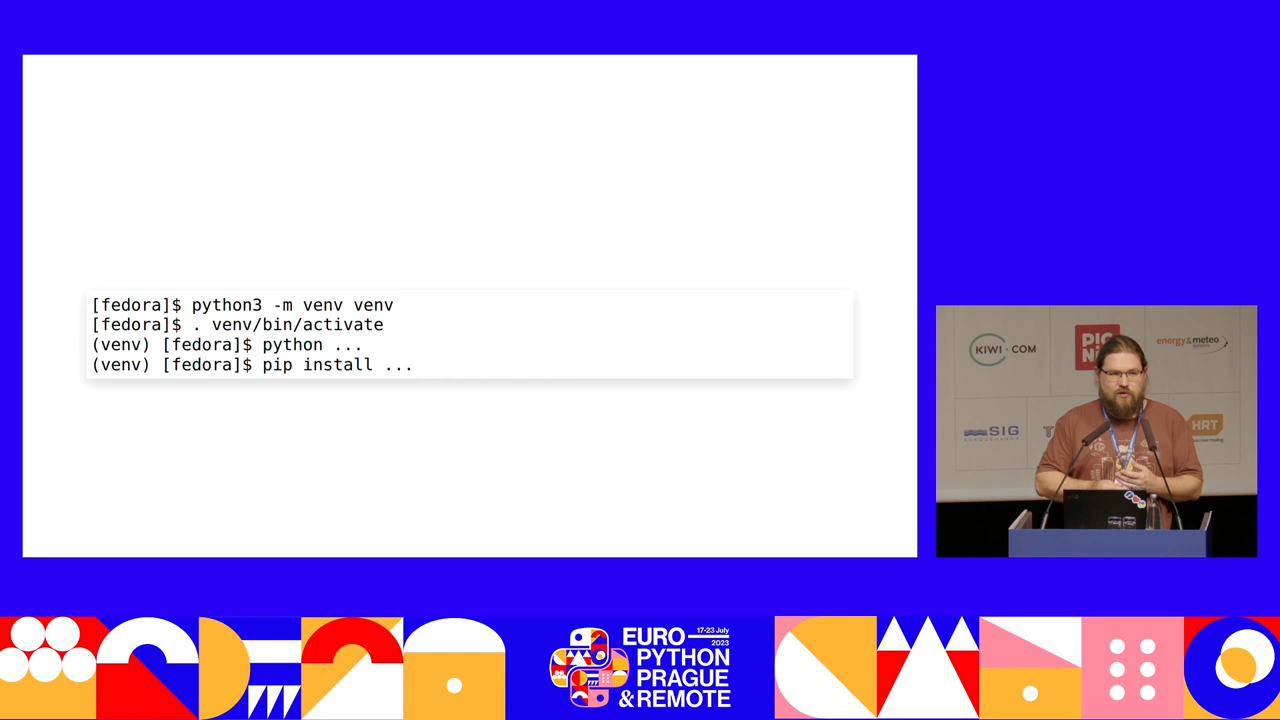 [fedora]$ python3 -m venv venv
[fedora]$ . venv/bin/activate
(venv) [fedora]$ python ...
(venv) [fedora]$ pip install ...
KIWI.COM
energy&meteo
systems
SIG
HRT
EURO
17-23 July
2023
PYTHON
PRAGUE
&REMOTE